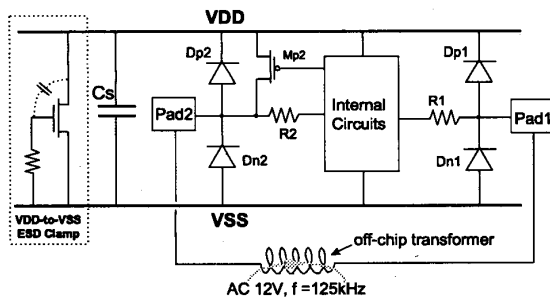 VDD
Dp2
Mp2
Dp1
Cs
Pad2
R2
Internal
Circuits
R1
Pad1
Dn2
Dn1
VDD-to-VSS
ESD Clamp
VSS
off-chip transformer
AC 12V, f =125kHz